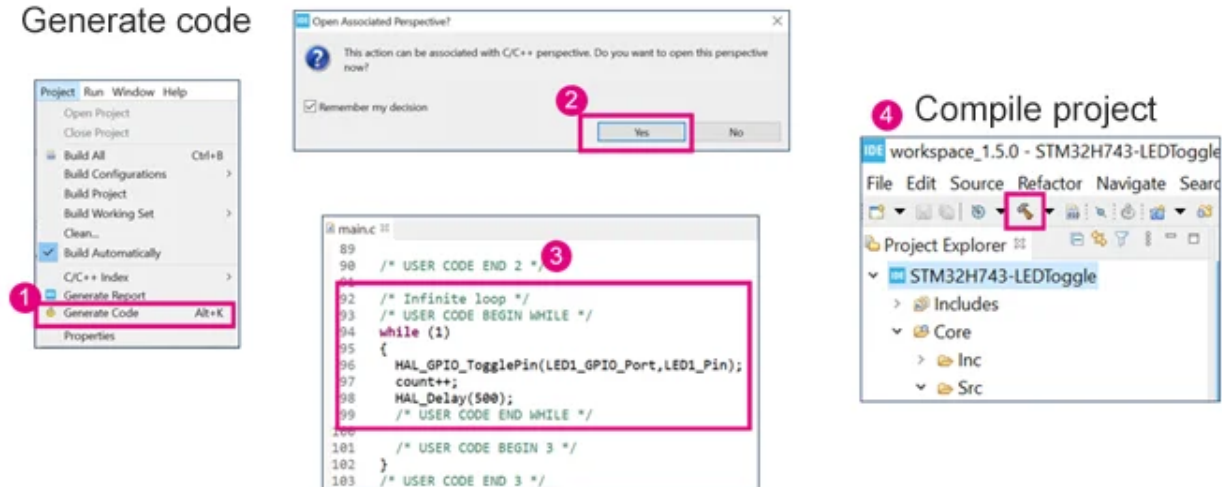 Generate code
Project Run Window Help
Open Project
Close Project
Build All Ctrl+B
Build Configurations >
Build Project
Build Working Set >
Clean...
Build Automatically
C/C++ Index >
1
Generate Report
Generate Code Alt+K
Properties
IDE Open Associated Perspective?
This action can be associated with C/C++ perspective. Do you want to open this perspective
now?
Remember my decision
2
Yes No
main.c
3
89
90 /* USER CODE END 2 */
91
92 /* Infinite loop */
93 /* USER CODE BEGIN WHILE */
94 while (1)
95 {
96 HAL_GPIO_TogglePin(LED1_GPIO_Port,LED1_Pin);
97 count++;
98 HAL_Delay(500);
99 /* USER CODE END WHILE */
100
101 /* USER CODE BEGIN 3 */
102 }
103 /* USER CODE END 3 */
4 Compile project
IDE workspace_1.5.0 - STM32H743-LEDToggle
File Edit Source Refactor Navigate Searc
Project Explorer
IDE STM32H743-LEDToggle
> Includes
Core
> Inc
Src